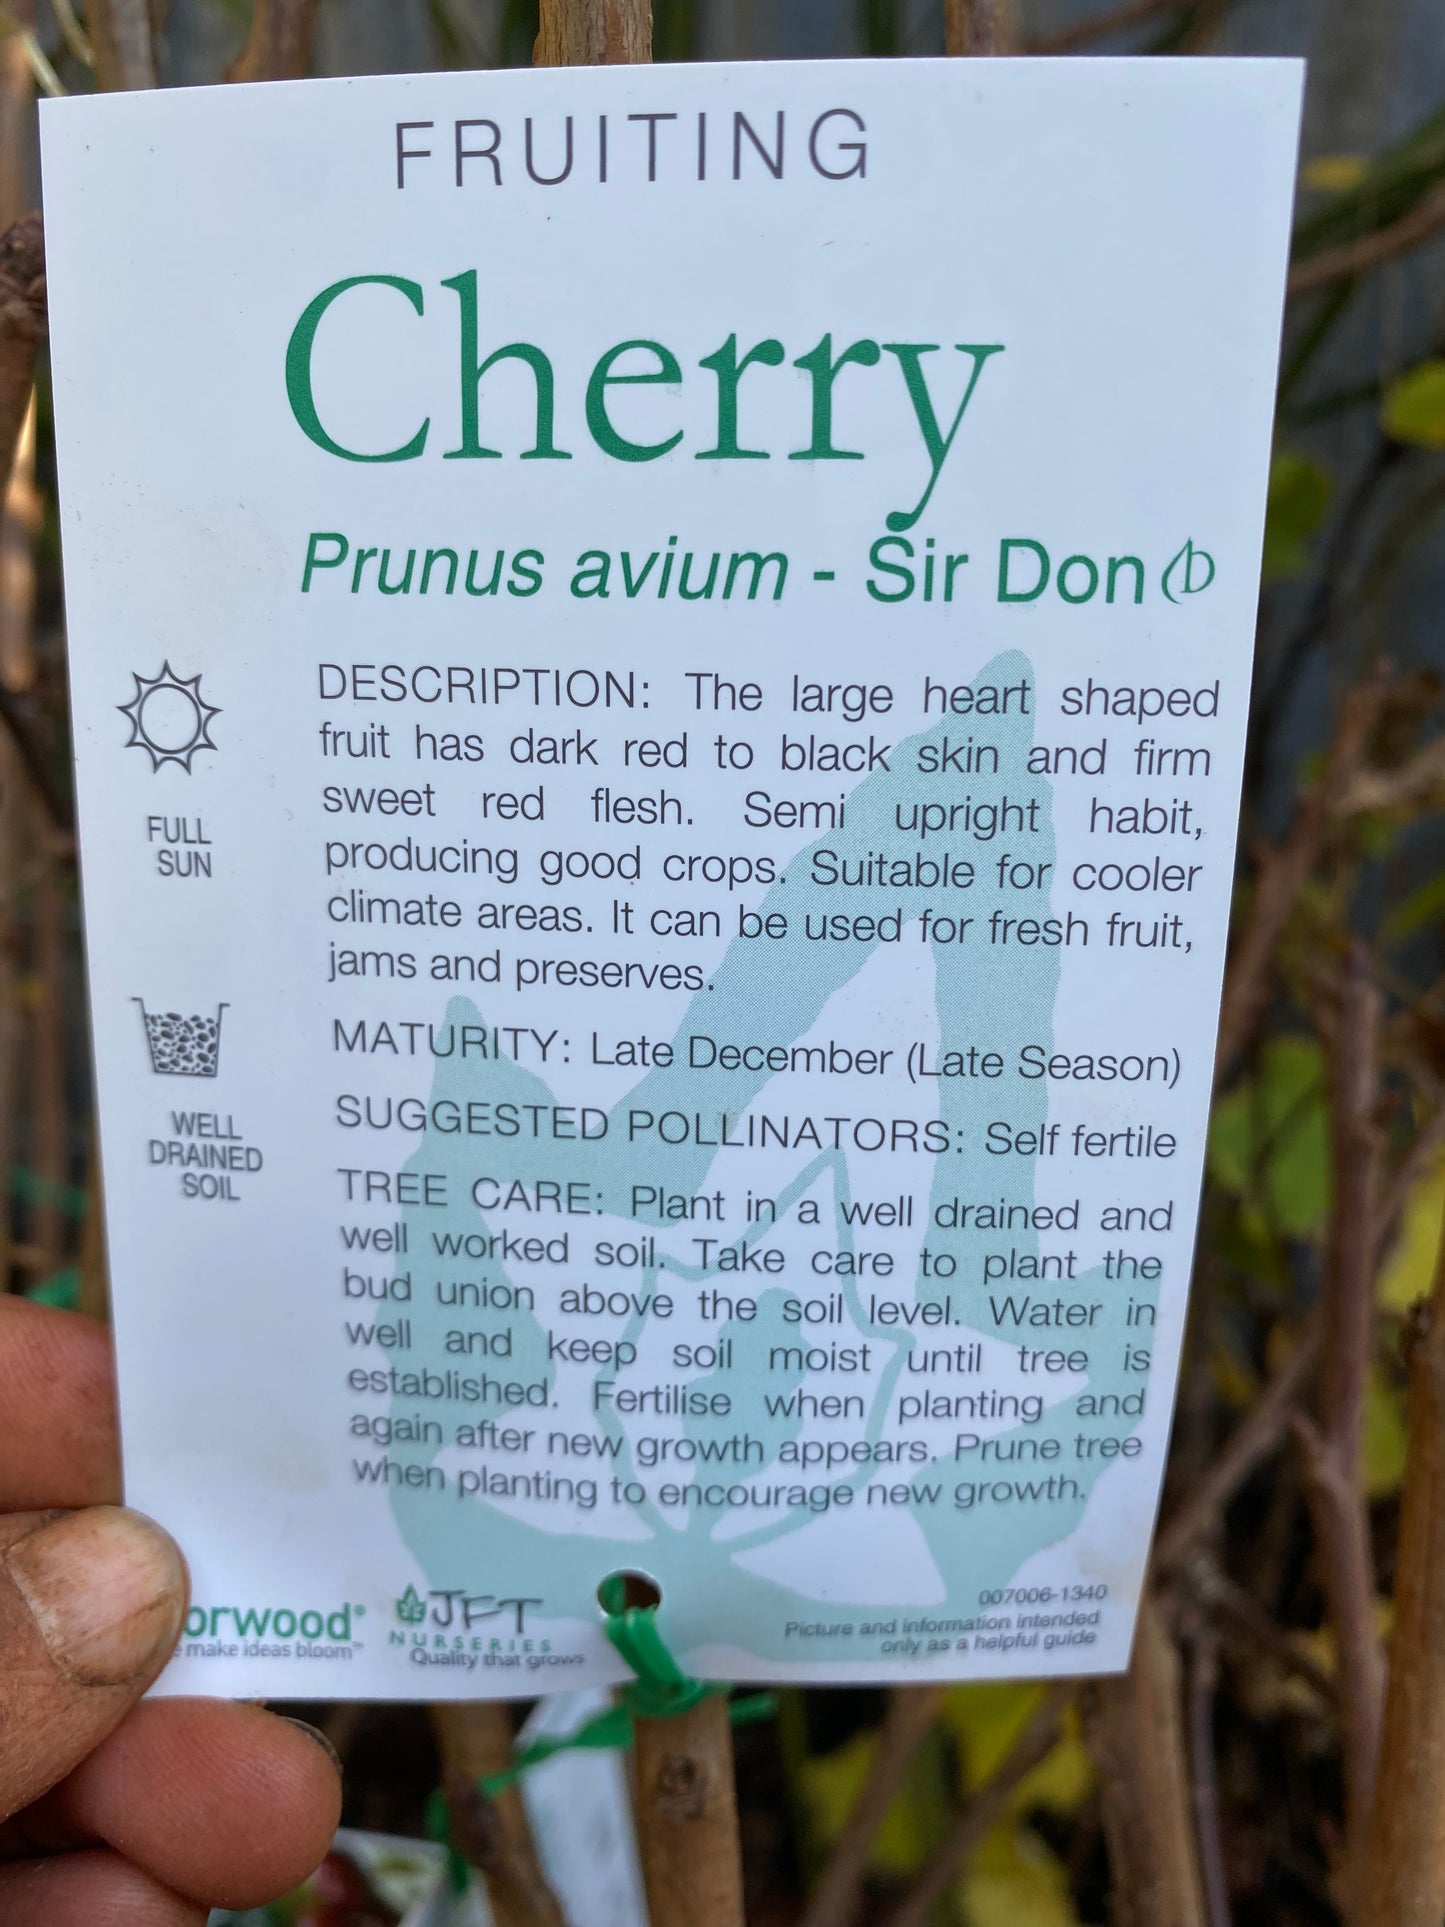 FRUITING
Cherry
Prunus avium - Sir Don
FULL
SUN
WELL
DRAINED
SOIL
DESCRIPTION: The large heart shaped
fruit has dark red to black skin and firm
sweet red flesh. Semi upright habit,
producing good crops. Suitable for cooler
climate areas. It can be used for fresh fruit,
jams and preserves.
MATURITY: Late December (Late Season)
SUGGESTED POLLINATORS: Self fertile
TREE CARE: Plant in a well drained and
well worked soil. Take care to plant the
bud union above the soil level. Water in
well and keep soil moist until tree is
established. Fertilise when planting and
again after new growth appears. Prune tree
when planting to encourage new growth.
orwood®
make ideas bloom™
JFT
NURSERIES
Quality that grows
007006-1340
Picture and information intended
only as a helpful guide